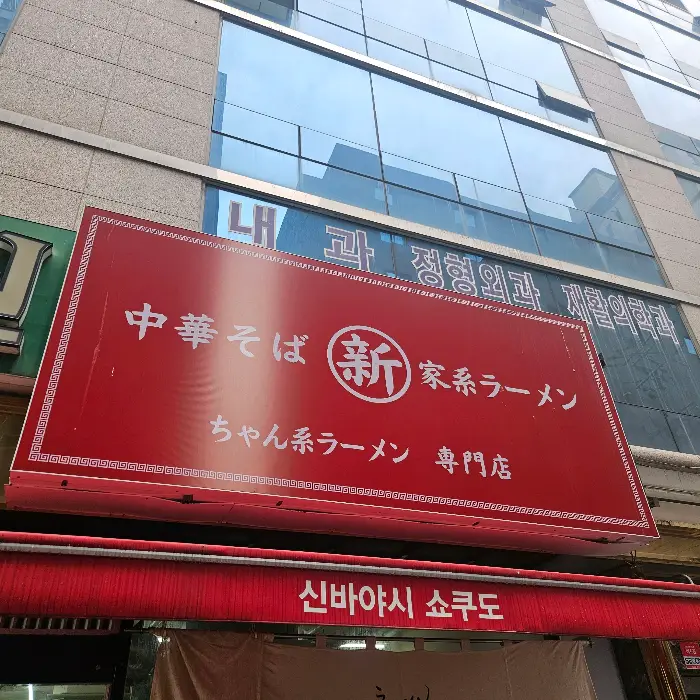 내과 정형외과 재활의학과
中華そば 新 家系ラーメン
ちゃん系ラーメン 専門店
신바야시 쇼쿠도